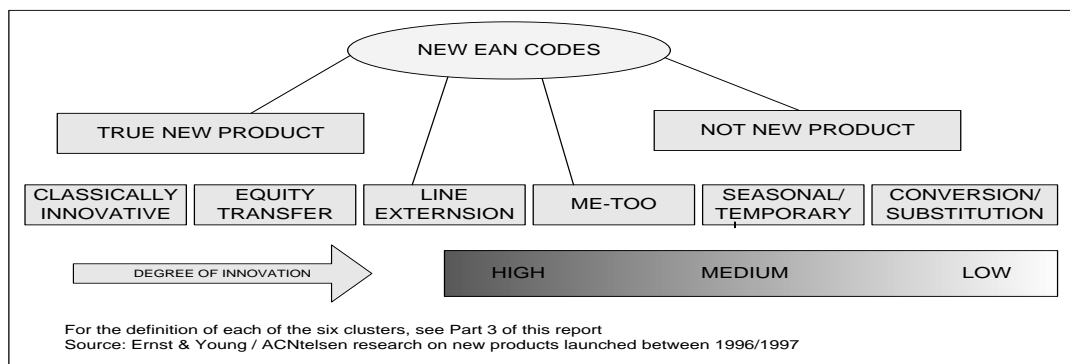 NEW EAN CODES
TRUE NEW PRODUCT
NOT NEW PRODUCT
CLASSICALLY
INNOVATIVE
EQUITY
TRANSFER
LINE
EXTERNSION
ME-TOO
SEASONAL/
TEMPORARY
CONVERSION/
SUBSTITUTION
DEGREE OF INNOVATION
HIGH
MEDIUM
LOW
For the definition of each of the six clusters, see Part 3 of this report
Source: Ernst & Young / ACNtelsen research on new products launched between 1996/1997